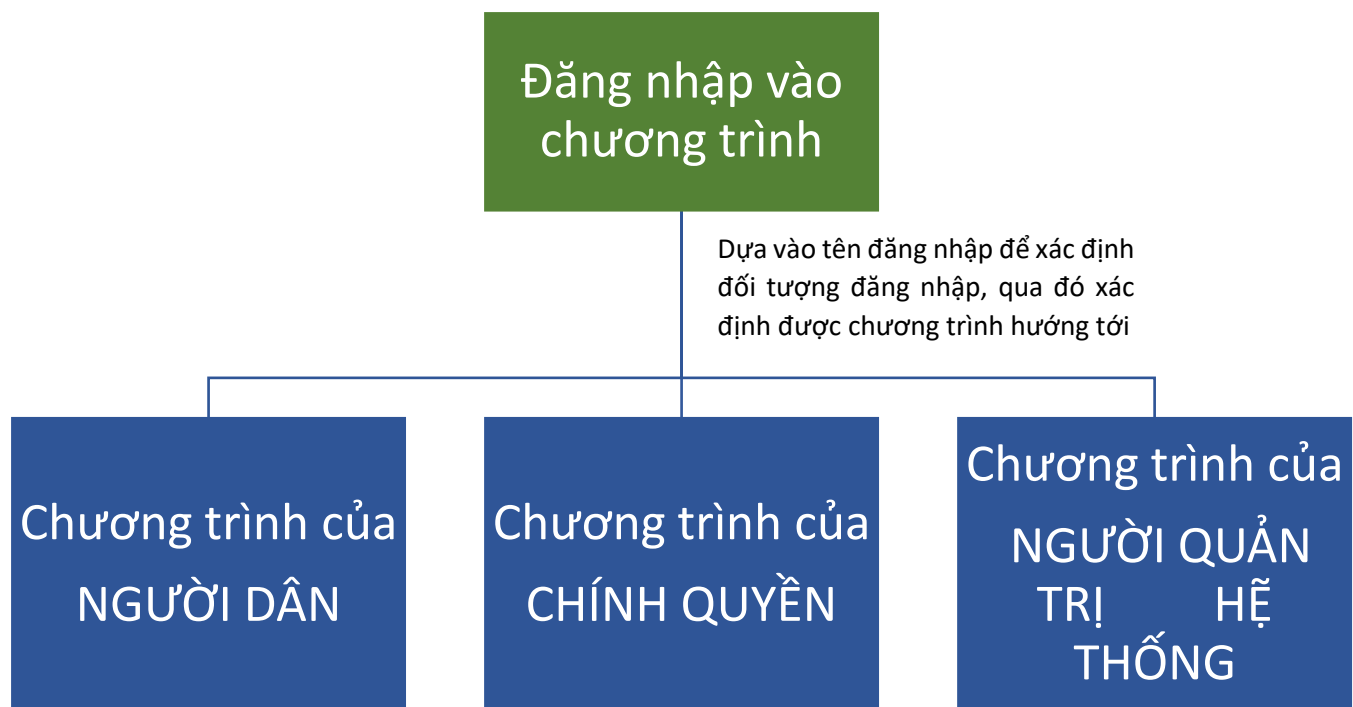 Đăng nhập vào
chương trình
Dựa vào tên đăng nhập để xác định
đối tượng đăng nhập, qua đó xác
định được chương trình hướng tới
Chương trình của
NGƯỜI DÂN
Chương trình của
CHÍNH QUYỀN
Chương trình của
NGƯỜI QUẢN
TRỊ HỆ
THỐNG